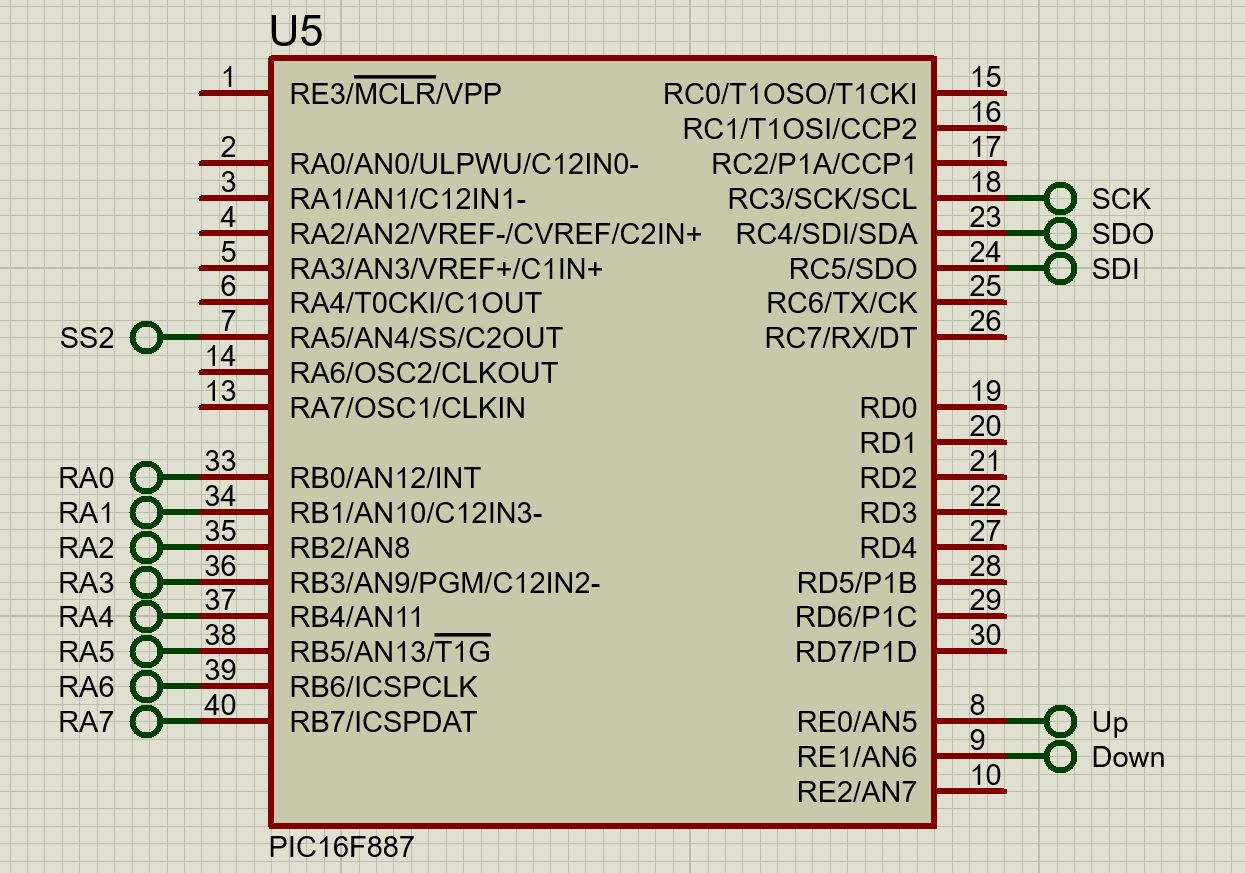 U5
1 RE3/MCLR/VPP RC0/T1OSO/T1CKI 15
RC1/T1OSI/CCP2 16
2 RA0/AN0/ULPWU/C12IN0- RC2/P1A/CCP1 17
3 RA1/AN1/C12IN1- RC3/SCK/SCL 18 SCK
4 RA2/AN2/VREF-/CVREF/C2IN+ RC4/SDI/SDA 23 SDO
5 RA3/AN3/VREF+/C1IN+ RC5/SDO 24 SDI
6 RA4/T0CKI/C1OUT RC6/TX/CK 25
SS2 7 RA5/AN4/SS/C2OUT RC7/RX/DT 26
14 RA6/OSC2/CLKOUT
13 RA7/OSC1/CLKIN RD0 19
RD1 20
RA0 33 RB0/AN12/INT RD2 21
RA1 34 RB1/AN10/C12IN3- RD3 22
RA2 35 RB2/AN8 RD4 27
RA3 36 RB3/AN9/PGM/C12IN2- RD5/P1B 28
RA4 37 RB4/AN11 RD6/P1C 29
RA5 38 RB5/AN13/T1G RD7/P1D 30
RA6 39 RB6/ICSPCLK
RA7 40 RB7/ICSPDAT RE0/AN5 8 Up
RE1/AN6 9 Down
RE2/AN7 10
PIC16F887